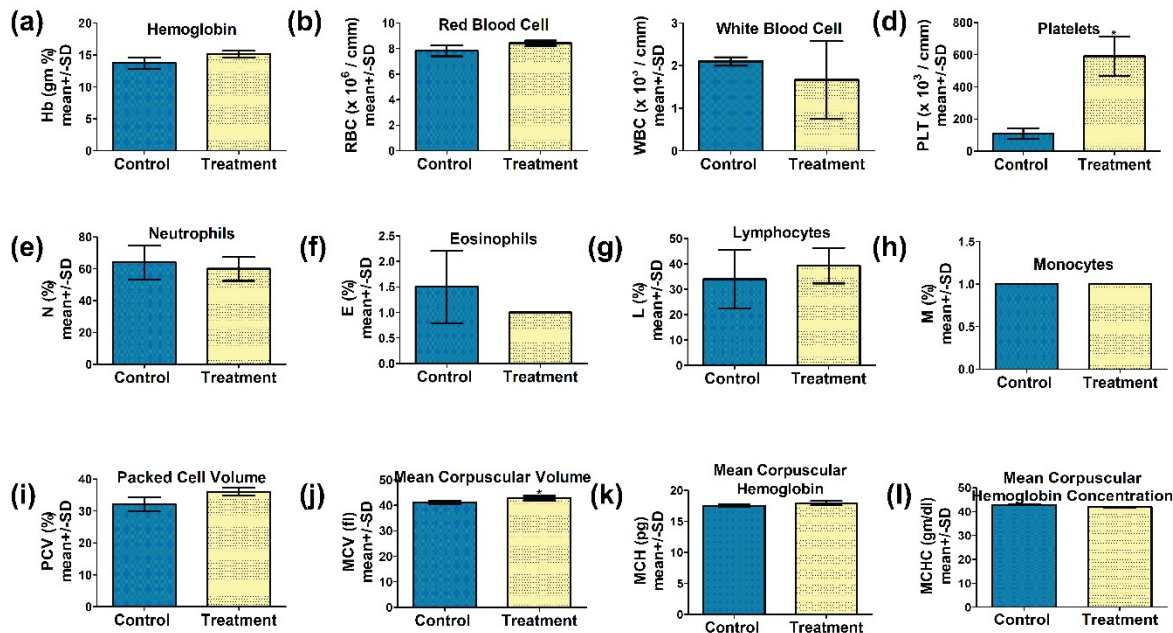 (a)
Hemoglobin
Hb (gm %)
mean+/-SD
20
15
10
5
0
Control Treatment
(b)
Red Blood Cell
RBC (x 10⁶ / cmm)
mean+/-SD
10
8
6
4
2
0
Control Treatment
White Blood Cell
WBC (x 10 / cmm)
mean+/-SD
3
2
1
0
Control Treatment
(d)
Platelets
PLT (x 10³ / cmm)
mean+/-SD
800
600
400
200
0
*
Control Treatment
(e)
Neutrophils
N (%)
mean+/-SD
80
60
40
20
0
Control Treatment
(f)
Eosinophils
E (%)
mean+/-SD
2.5
2.0
1.5
1.0
0.5
0.0
Control Treatment
(g)
Lymphocytes
L (%)
mean+/-SD
50
40
30
20
10
0
Control Treatment
(h)
Monocytes
M (%)
mean+/-SD
1.5
1.0
0.5
0.0
Control Treatment
(i)
Packed Cell Volume
PCV (%)
mean+/-SD
40
30
20
10
0
Control Treatment
(j)
Mean Corpuscular Volume
MCV (fl)
mean+/-SD
50
40
30
20
10
0
*
Control Treatment
(k)
Mean Corpuscular
Hemoglobin
MCH (pg)
mean+/-SD
20
15
10
5
0
Control Treatment
(l)
Mean Corpuscular
Hemoglobin Concentration
MCHC (gm/dl)
mean+/-SD
50
40
30
20
10
0
Control Treatment